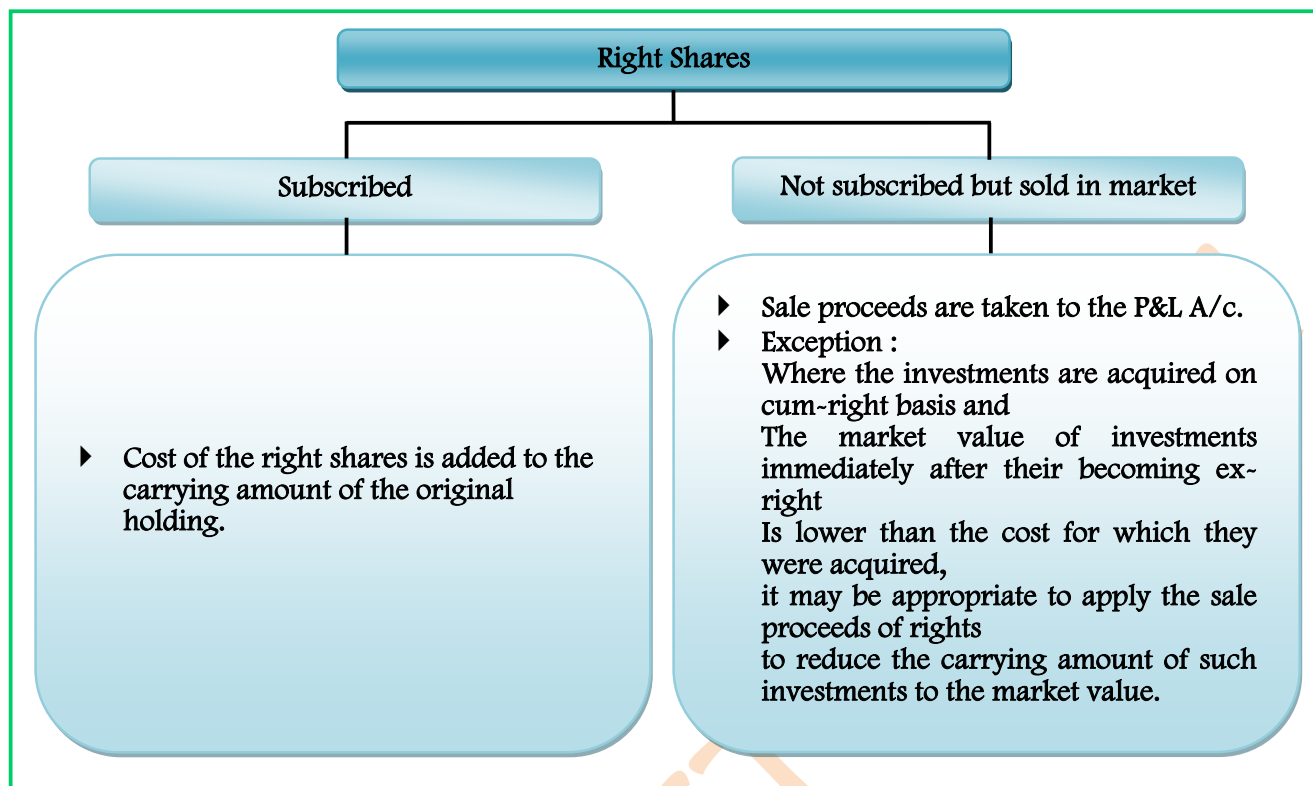 Right Shares
Subscribed
Not subscribed but sold in market
Cost of the right shares is added to the
carrying amount of the original
holding.
Sale proceeds are taken to the P&L A/c.
Exception :
Where the investments are acquired on
cum-right basis and
The market value of investments
immediately after their becoming ex-
right
Is lower than the cost for which they
were acquired,
it may be appropriate to apply the sale
proceeds of rights
to reduce the carrying amount of such
investments to the market value.